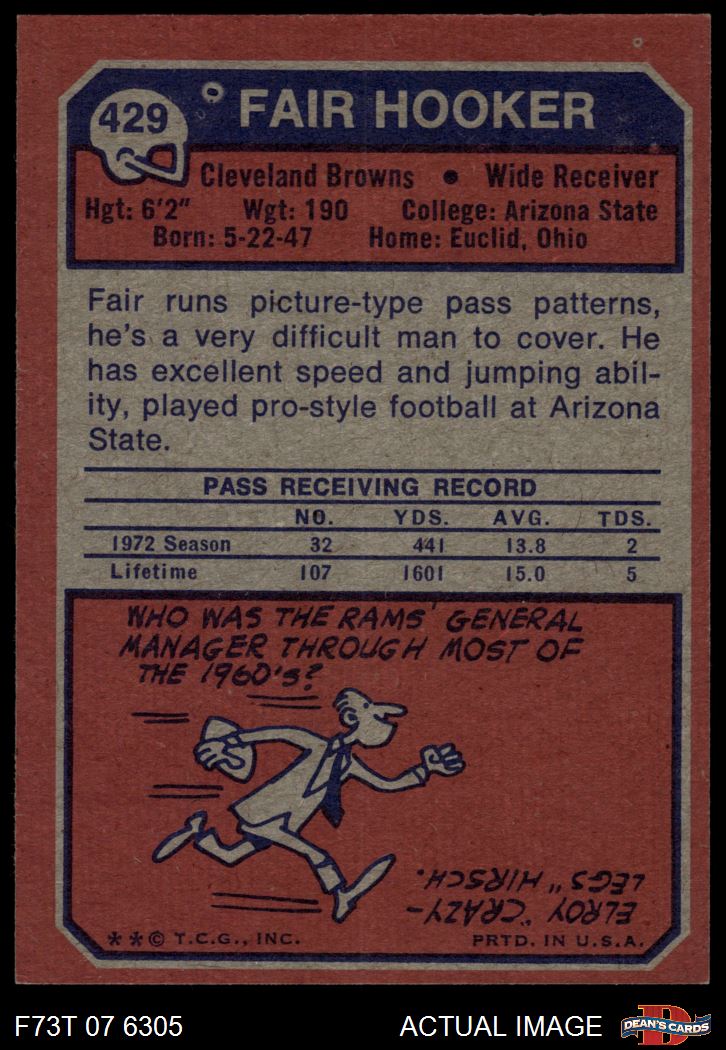 429
FAIR HOOKER
Cleveland Browns • Wide Receiver
Hgt: 6'2" Wgt: 190 College: Arizona State
Born: 5-22-47 Home: Euclid, Ohio
Fair runs picture-type pass patterns,
he's a very difficult man to cover. He
has excellent speed and jumping abil-
ity, played pro-style football at Arizona
State.
PASS RECEIVING RECORD
NO. YDS. AVG. TDS.
1972 Season 32 441 13.8 2
Lifetime 107 1601 15.0 5
WHO WAS THE RAMS' GENERAL
MANAGER THROUGH MOST OF
THE 1960's?
ELROY "CRAZY-
LEGS" HIRSCH.
**© T.C.G., INC. PRTD. IN U.S.A.
F73T 07 6305 ACTUAL IMAGE
D
DEAN'S CARDS